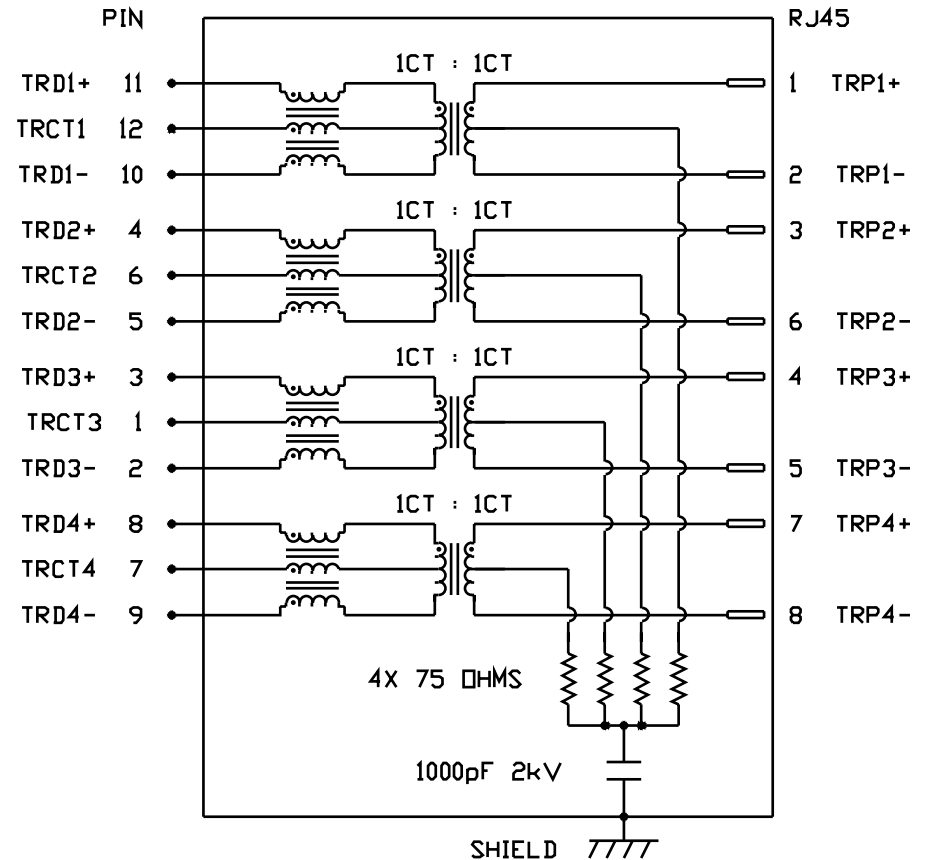 PIN RJ45
1CT : 1CT
TRD1+ 11 1 TRP1+
TRCT1 12
TRD1- 10 2 TRP1-
1CT : 1CT
TRD2+ 4 3 TRP2+
TRCT2 6
TRD2- 5 6 TRP2-
1CT : 1CT
TRD3+ 3 4 TRP3+
TRCT3 1
TRD3- 2 5 TRP3-
1CT : 1CT
TRD4+ 8 7 TRP4+
TRCT4 7
TRD4- 9 8 TRP4-
4X 75 OHMS
1000pF 2kV
SHIELD